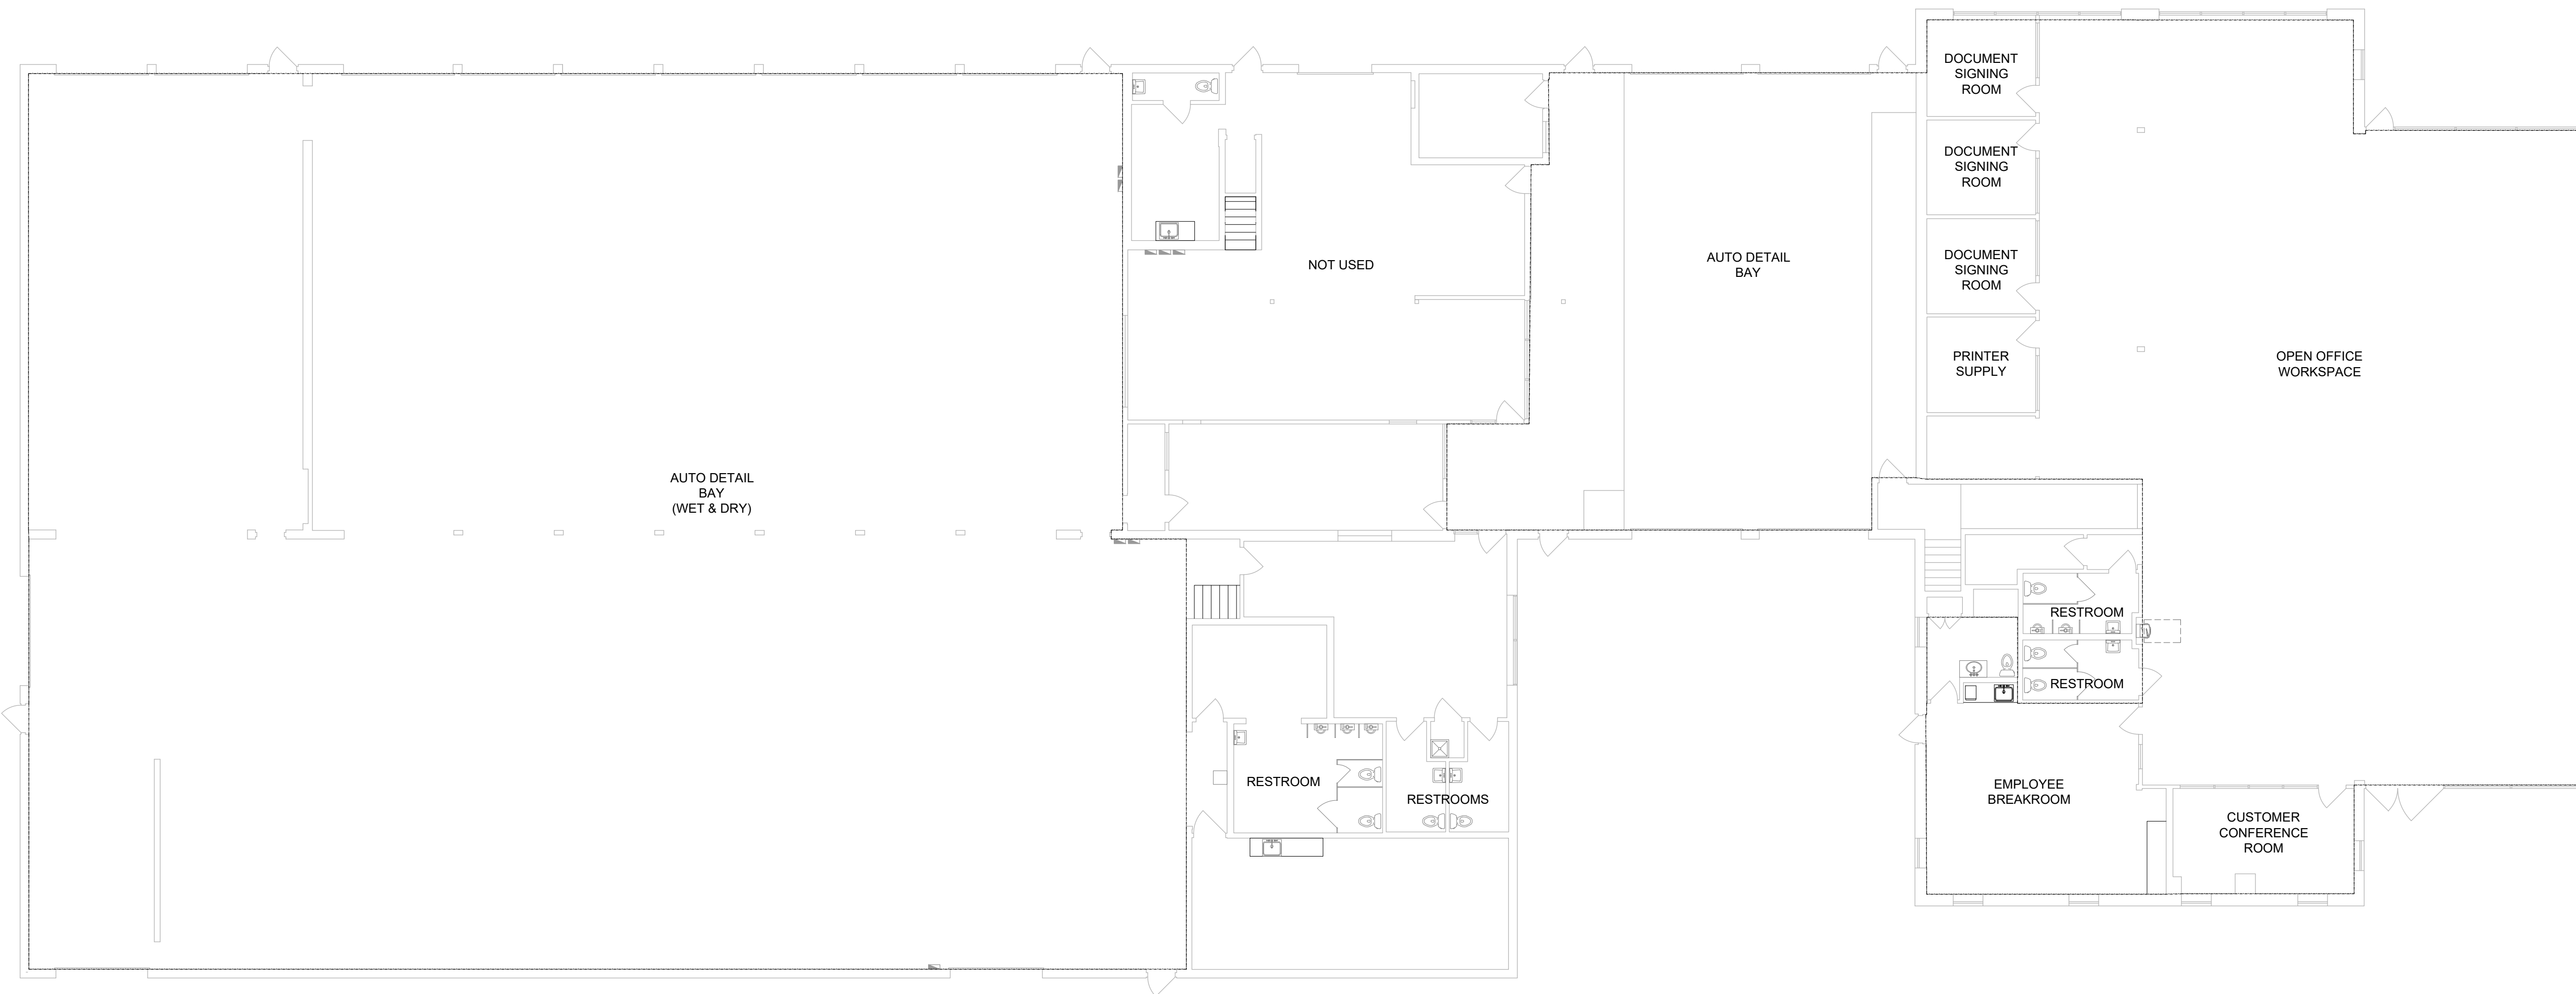 DOCUMENT
SIGNING
ROOM
DOCUMENT
SIGNING
ROOM
DOCUMENT
SIGNING
ROOM
PRINTER
SUPPLY
NOT USED
AUTO DETAIL
BAY
OPEN OFFICE
WORKSPACE
AUTO DETAIL
BAY
(WET & DRY)
RESTROOM
RESTROOM
RESTROOM
RESTROOMS
EMPLOYEE
BREAKROOM
CUSTOMER
CONFERENCE
ROOM